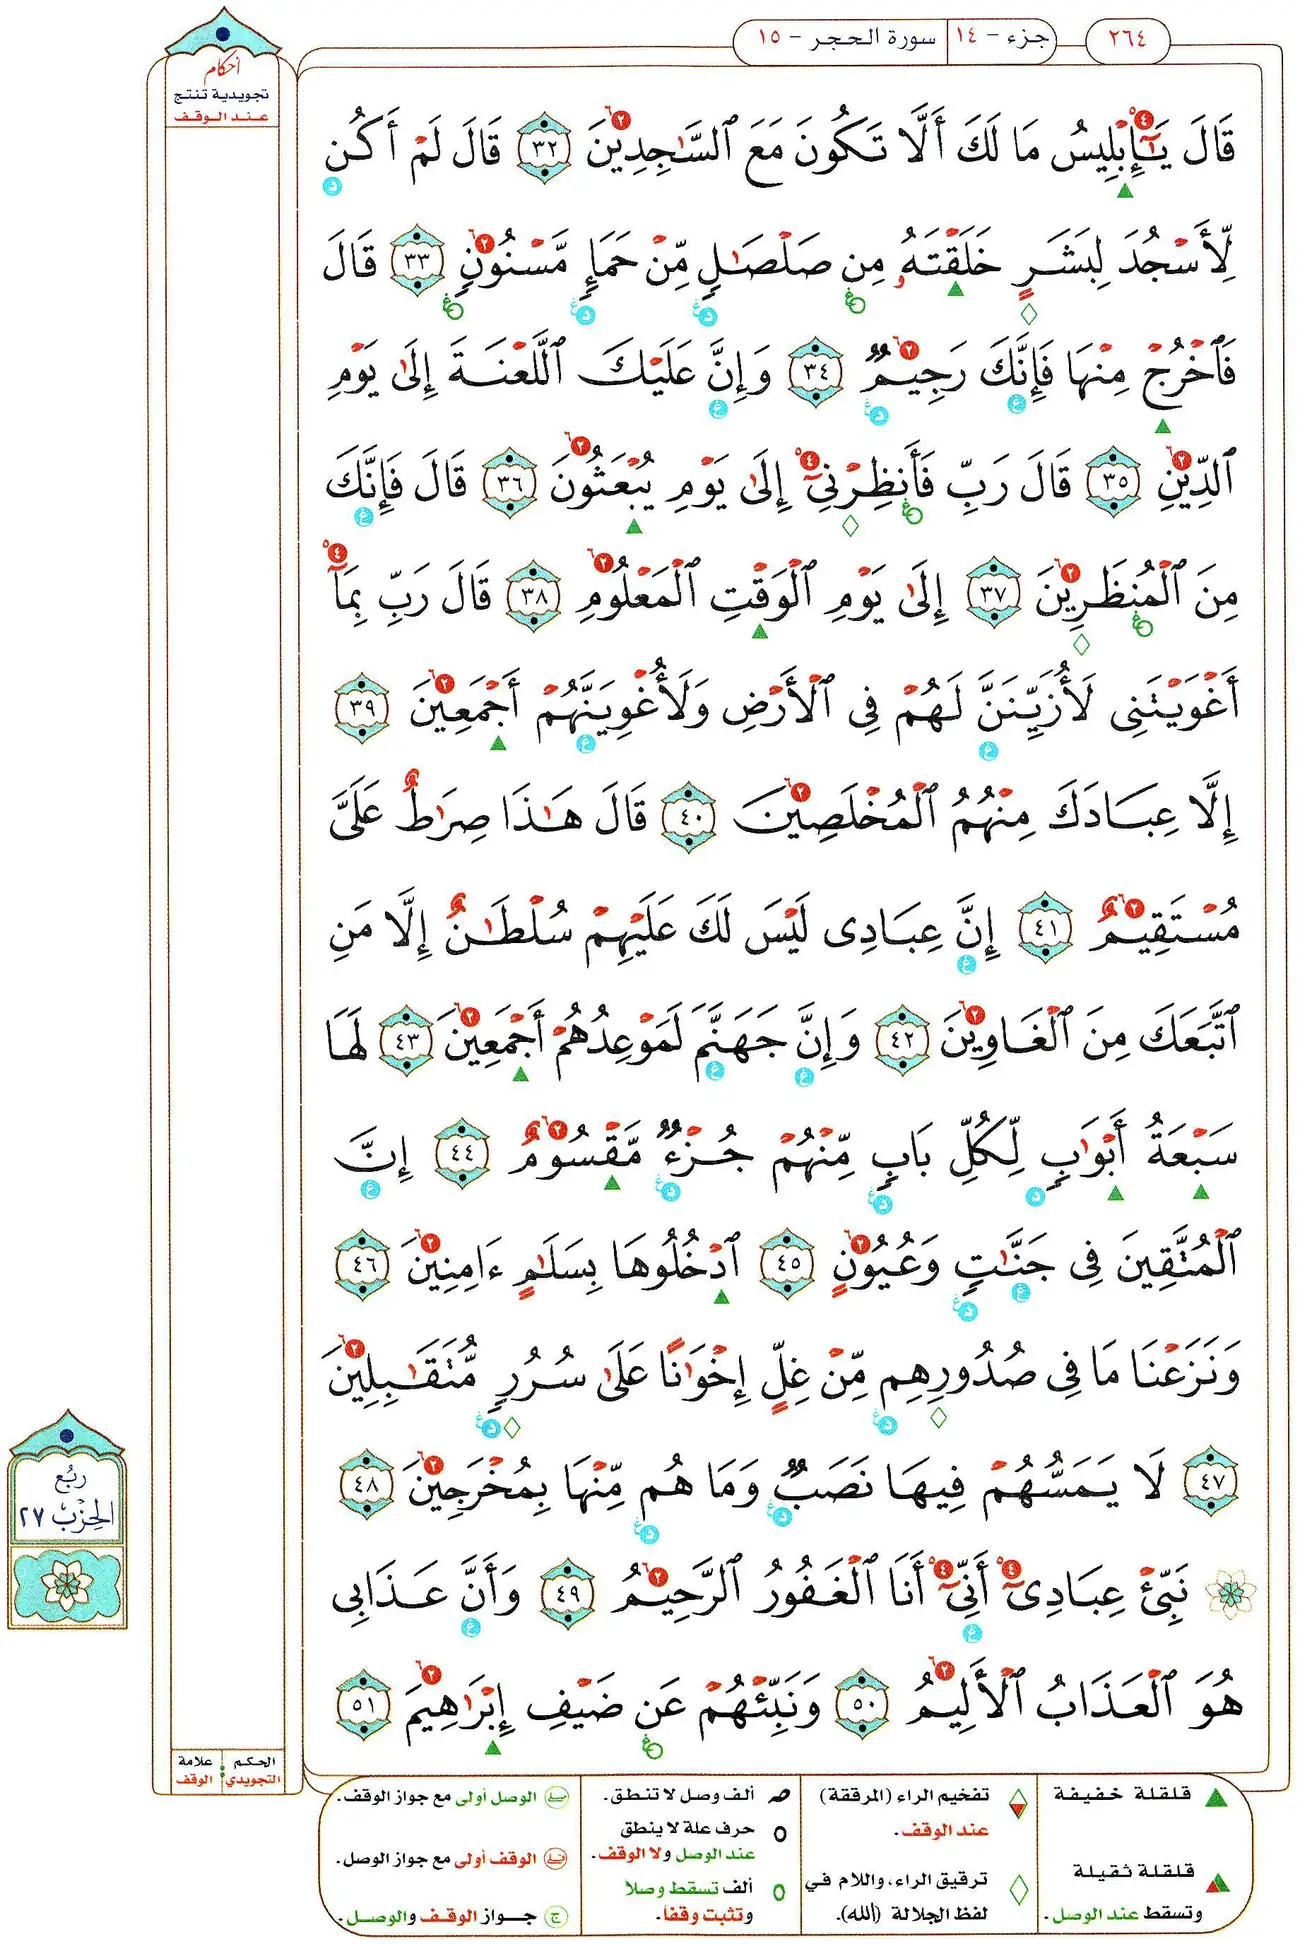 ٢٦٤
جزء - ١٤
سورة الحجر - ١٥
أحكام
تجويدية تنتج
عند الوقف
قَالَ يَـٰٓإِبْلِيسُ مَا لَكَ أَلَّا تَكُونَ مَعَ ٱلسَّـٰجِدِينَ ٣٢ قَالَ لَمْ أَكُن
لِّأَسْجُدَ لِبَشَرٍ خَلَقْتَهُۥ مِن صَلْصَـٰلٍ مِّنْ حَمَإٍ مَّسْنُونٍ ٣٣ قَالَ
فَٱخْرُجْ مِنْهَا فَإِنَّكَ رَجِيمٌ ٣٤ وَإِنَّ عَلَيْكَ ٱللَّعْنَةَ إِلَىٰ يَوْمِ
ٱلدِّينِ ٣٥ قَالَ رَبِّ فَأَنظِرْنِىٓ إِلَىٰ يَوْمِ يُبْعَثُونَ ٣٦ قَالَ فَإِنَّكَ
مِنَ ٱلْمُنظَرِينَ ٣٧ إِلَىٰ يَوْمِ ٱلْوَقْتِ ٱلْمَعْلُومِ ٣٨ قَالَ رَبِّ بِمَآ
أَغْوَيْتَنِى لَأُزَيِّنَنَّ لَهُمْ فِى ٱلْأَرْضِ وَلَأُغْوِيَنَّهُمْ أَجْمَعِينَ ٣٩
إِلَّا عِبَادَكَ مِنْهُمُ ٱلْمُخْلَصِينَ ٤٠ قَالَ هَـٰذَا صِرَٰطٌ عَلَىَّ
مُسْتَقِيمٌ ٤١ إِنَّ عِبَادِى لَيْسَ لَكَ عَلَيْهِمْ سُلْطَـٰنٌ إِلَّا مَنِ
ٱتَّبَعَكَ مِنَ ٱلْغَاوِينَ ٤٢ وَإِنَّ جَهَنَّمَ لَمَوْعِدُهُمْ أَجْمَعِينَ ٤٣ لَهَا
سَبْعَةُ أَبْوَٰبٍ لِّكُلِّ بَابٍ مِّنْهُمْ جُزْءٌ مَّقْسُومٌ ٤٤ إِنَّ
ٱلْمُتَّقِينَ فِى جَنَّـٰتٍ وَعُيُونٍ ٤٥ ٱدْخُلُوهَا بِسَلَـٰمٍ ءَامِنِينَ ٤٦
وَنَزَعْنَا مَا فِى صُدُورِهِم مِّنْ غِلٍّ إِخْوَٰنًا عَلَىٰ سُرُرٍ مُّتَقَـٰبِلِينَ
٤٧ لَا يَمَسُّهُمْ فِيهَا نَصَبٌ وَمَا هُم مِّنْهَا بِمُخْرَجِينَ ٤٨
نَبِّئْ عِبَادِىٓ أَنِّىٓ أَنَا ٱلْغَفُورُ ٱلرَّحِيمُ ٤٩ وَأَنَّ عَذَابِى
هُوَ ٱلْعَذَابُ ٱلْأَلِيمُ ٥٠ وَنَبِّئْهُمْ عَن ضَيْفِ إِبْرَٰهِيمَ ٥١
رُبُع
الحِزْبِ ٢٧
الحكم التجويدي
علامة الوقف
قلقلة خفيفة
قلقلة ثقيلة
وتسقط عند الوصل.
تفخيم الراء (المرققة)
عند الوقف.
ترقيق الراء، واللام في
لفظ الجلالة (الله).
ألف وصل لا تنطق.
حرف علة لا ينطق
عند الوصل ولا الوقف.
ألف تسقط وصلا
وتثبت وقفا.
صلى الوصل أولى مع جواز الوقف.
قلى الوقف أولى مع جواز الوصل.
ج جواز الوقف والوصل.